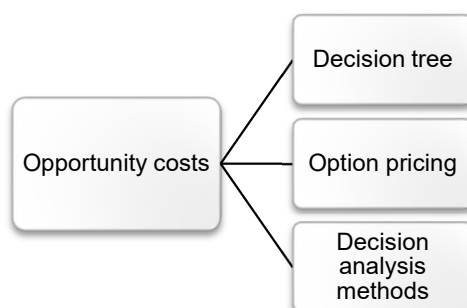 Opportunity costs
Decision tree
Option pricing
Decision
analysis
methods